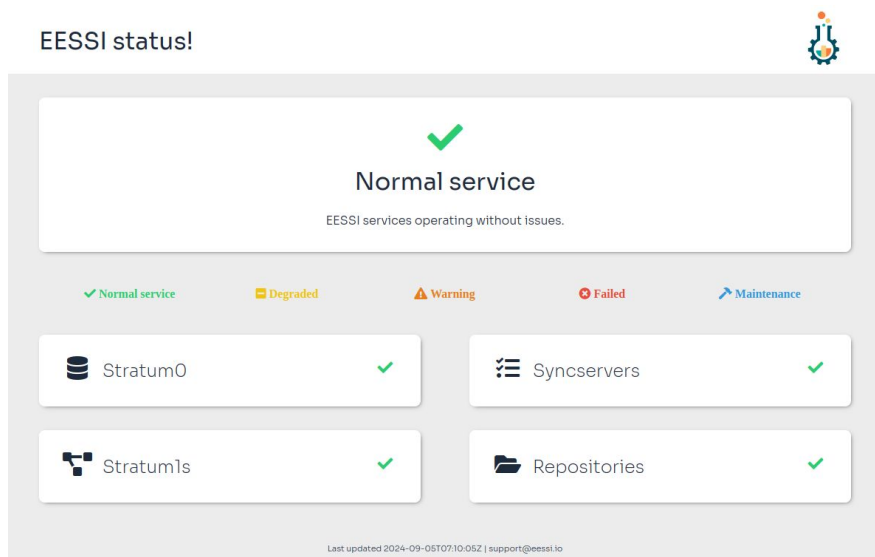 EESSI status!
Normal service
EESSI services operating without issues.
Normal service Degraded Warning Failed Maintenance
Stratum0 Syncservers
Stratum1s Repositories
Last updated 2024-09-05T07:10:05Z | support@eessi.io